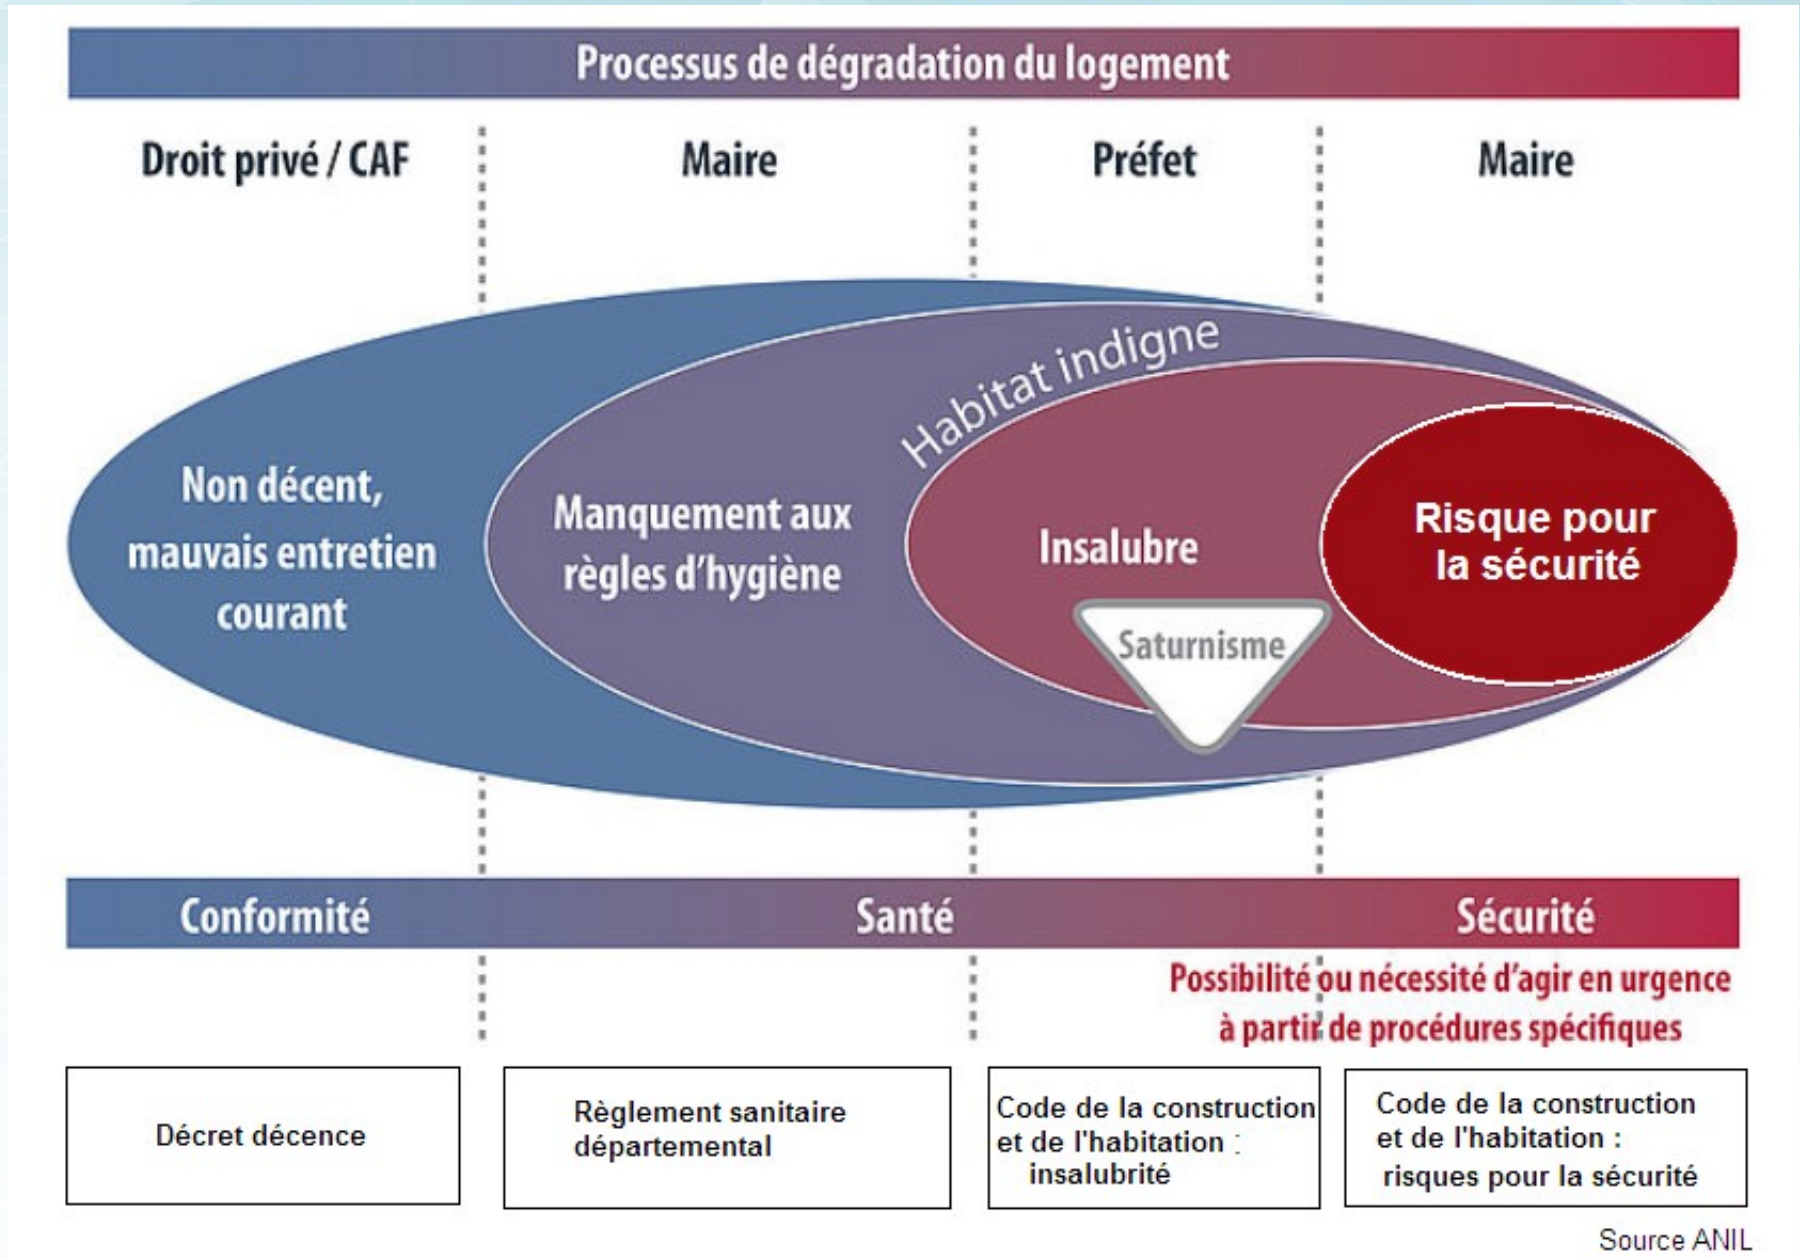 Processus de dégradation du logement
Droit privé / CAF
Maire
Préfet
Maire
Habitat indigne
Non décent,
mauvais entretien
courant
Manquement aux
règles d'hygiène
Insalubre
Saturnisme
Risque pour
la sécurité
Conformité
Santé
Sécurité
Possibilité ou nécessité d'agir en urgence
à partir de procédures spécifiques
Décret décence
Règlement sanitaire
départemental
Code de la construction
et de l'habitation :
insalubrité
Code de la construction
et de l'habitation :
risques pour la sécurité
Source ANIL